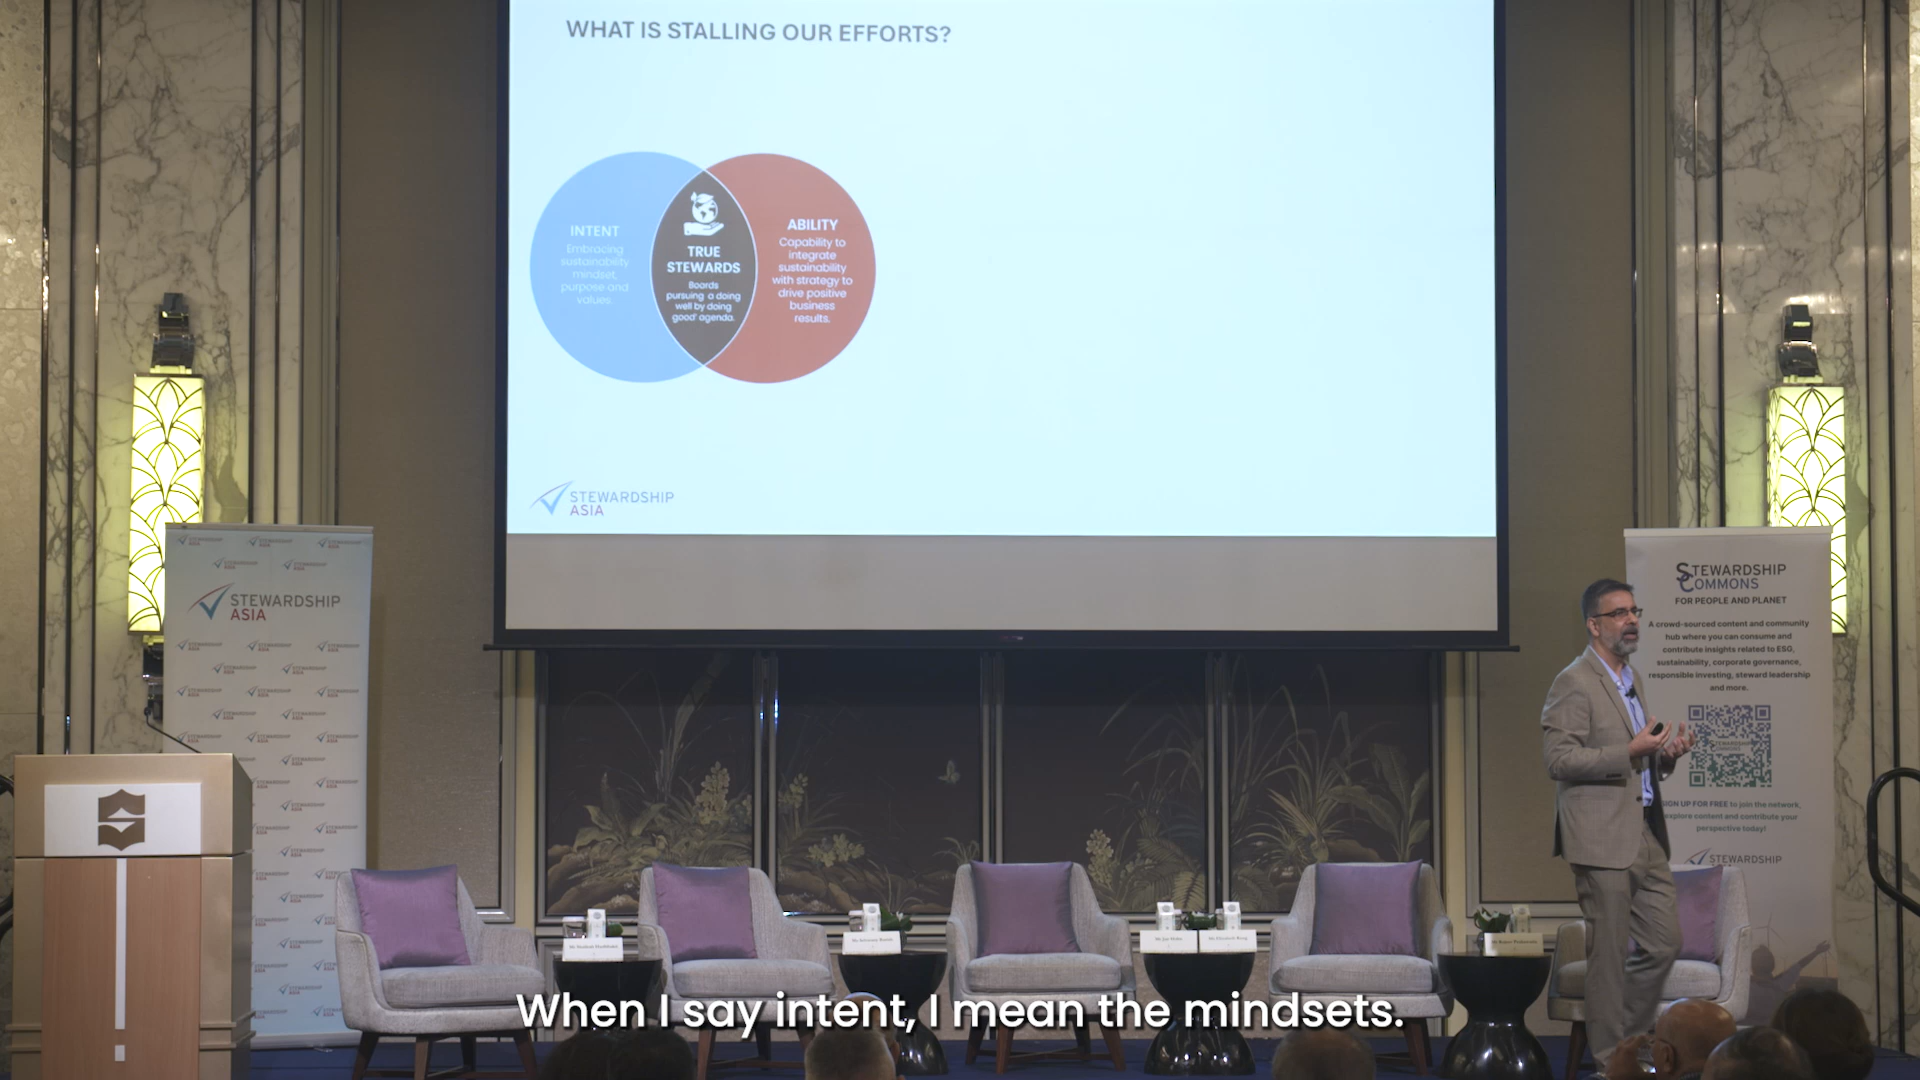 WHAT IS STALLING OUR EFFORTS?
INTENT
Embracing
sustainability
mindset,
purpose and
values.
TRUE
STEWARDS
Boards
pursuing a doing
well by doing
good' agenda.
ABILITY
Capability to
integrate
sustainability
with strategy to
drive positive
business
results.
STEWARDSHIP
ASIA
STEWARDSHIP
ASIA
STEWARDSHIP
COMMONS
FOR PEOPLE AND PLANET
A crowd-sourced content and community
hub where you can consume and
contribute insights related to ESG,
sustainability, corporate governance,
responsible investing, steward leadership
and more.
SIGN UP FOR FREE to join the network,
explore content and contribute your
perspective today!
STEWARDSHIP
When I say intent, I mean the mindsets.